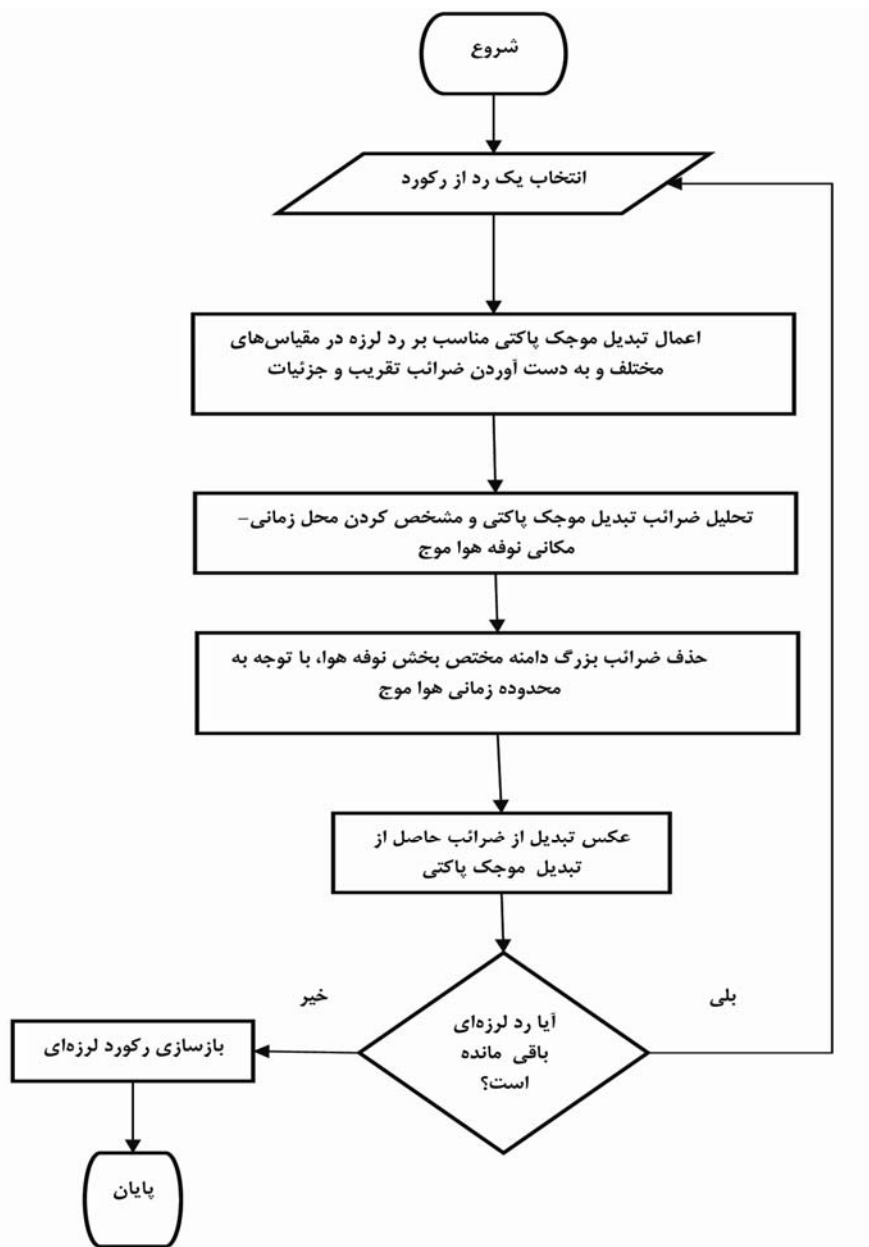 شروع
انتخاب یک رد از رکورد
اعمال تبدیل موجک پاکتی مناسب بر رد لرزه در مقیاس‌های
مختلف و به دست آوردن ضرائب تقریب و جزئیات
تحلیل ضرائب تبدیل موجک پاکتی و مشخص کردن محل زمانی–
مکانی نوفه هوا موج
حذف ضرائب بزرگ دامنه مختص بخش نوفه هوا، با توجه به
محدوده زمانی هوا موج
عکس تبدیل از ضرائب حاصل از
تبدیل موجک پاکتی
آیا رد لرزه‌ای
باقی مانده
است؟
بلی
خیر
بازسازی رکورد لرزه‌ای
پایان